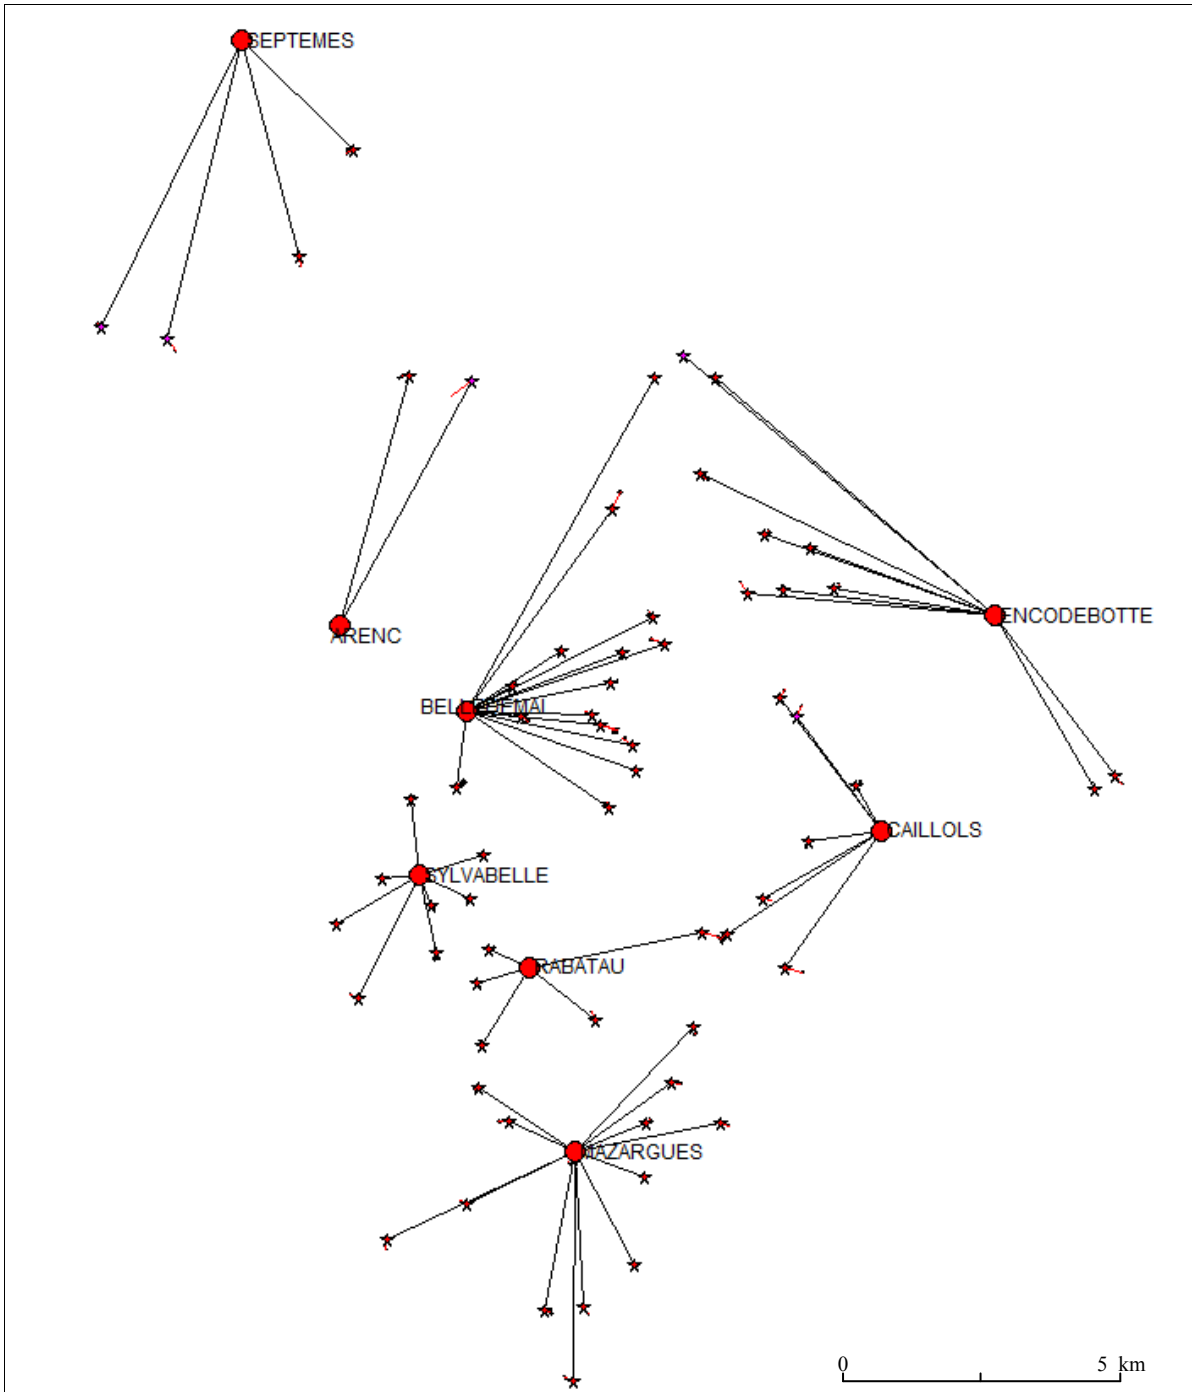 SEPTEMES
ARENC
ENCODEBOTTE
CAILLOLS
SYLVABELLE
RABATAU
MAZARGUES
0 5 km